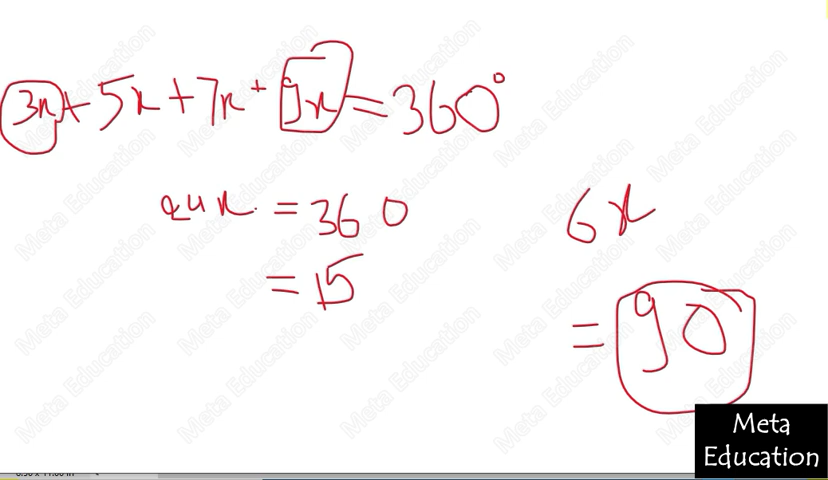 3x + 5x + 7x + 9x = 360°
24x = 360
6x
= 15
= 90
Meta
Education